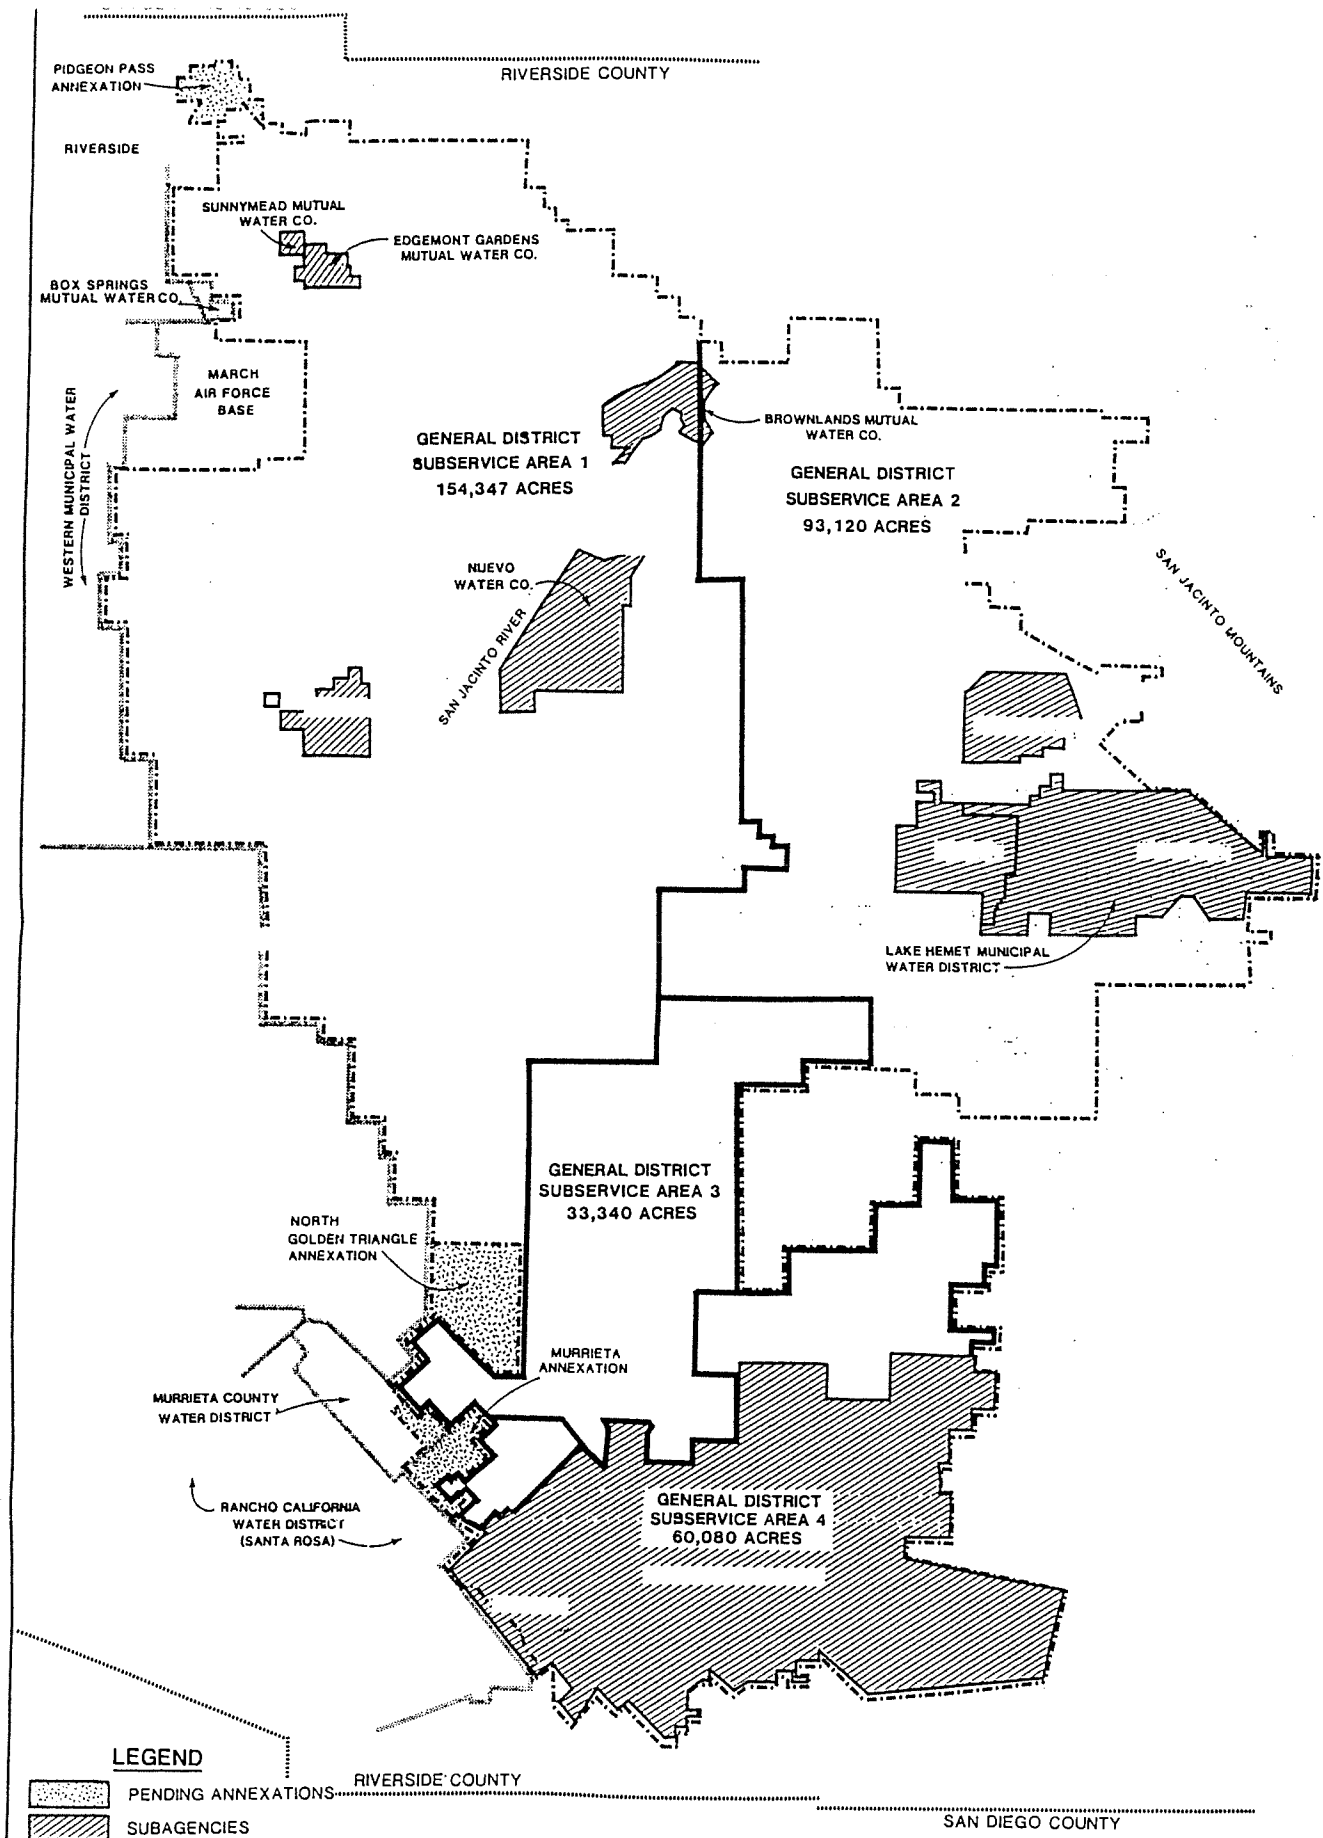 RIVERSIDE COUNTY
PIDGEON PASS
ANNEXATION
RIVERSIDE
SUNNYMEAD MUTUAL
WATER CO.
EDGEMONT GARDENS
MUTUAL WATER CO.
BOX SPRINGS
MUTUAL WATER CO.
MARCH
AIR FORCE
BASE
WESTERN MUNICIPAL WATER
DISTRICT
GENERAL DISTRICT
SUBSERVICE AREA 1
154,347 ACRES
BROWNLANDS MUTUAL
WATER CO.
GENERAL DISTRICT
SUBSERVICE AREA 2
93,120 ACRES
NUEVO
WATER CO.
SAN JACINTO RIVER
SAN JACINTO MOUNTAINS
LAKE HEMET MUNICIPAL
WATER DISTRICT
GENERAL DISTRICT
SUBSERVICE AREA 3
33,340 ACRES
NORTH
GOLDEN TRIANGLE
ANNEXATION
MURRIETA
ANNEXATION
MURRIETA COUNTY
WATER DISTRICT
RANCHO CALIFORNIA
WATER DISTRICT
(SANTA ROSA)
GENERAL DISTRICT
SUBSERVICE AREA 4
60,080 ACRES
LEGEND
PENDING ANNEXATIONS
SUBAGENCIES
RIVERSIDE COUNTY
SAN DIEGO COUNTY